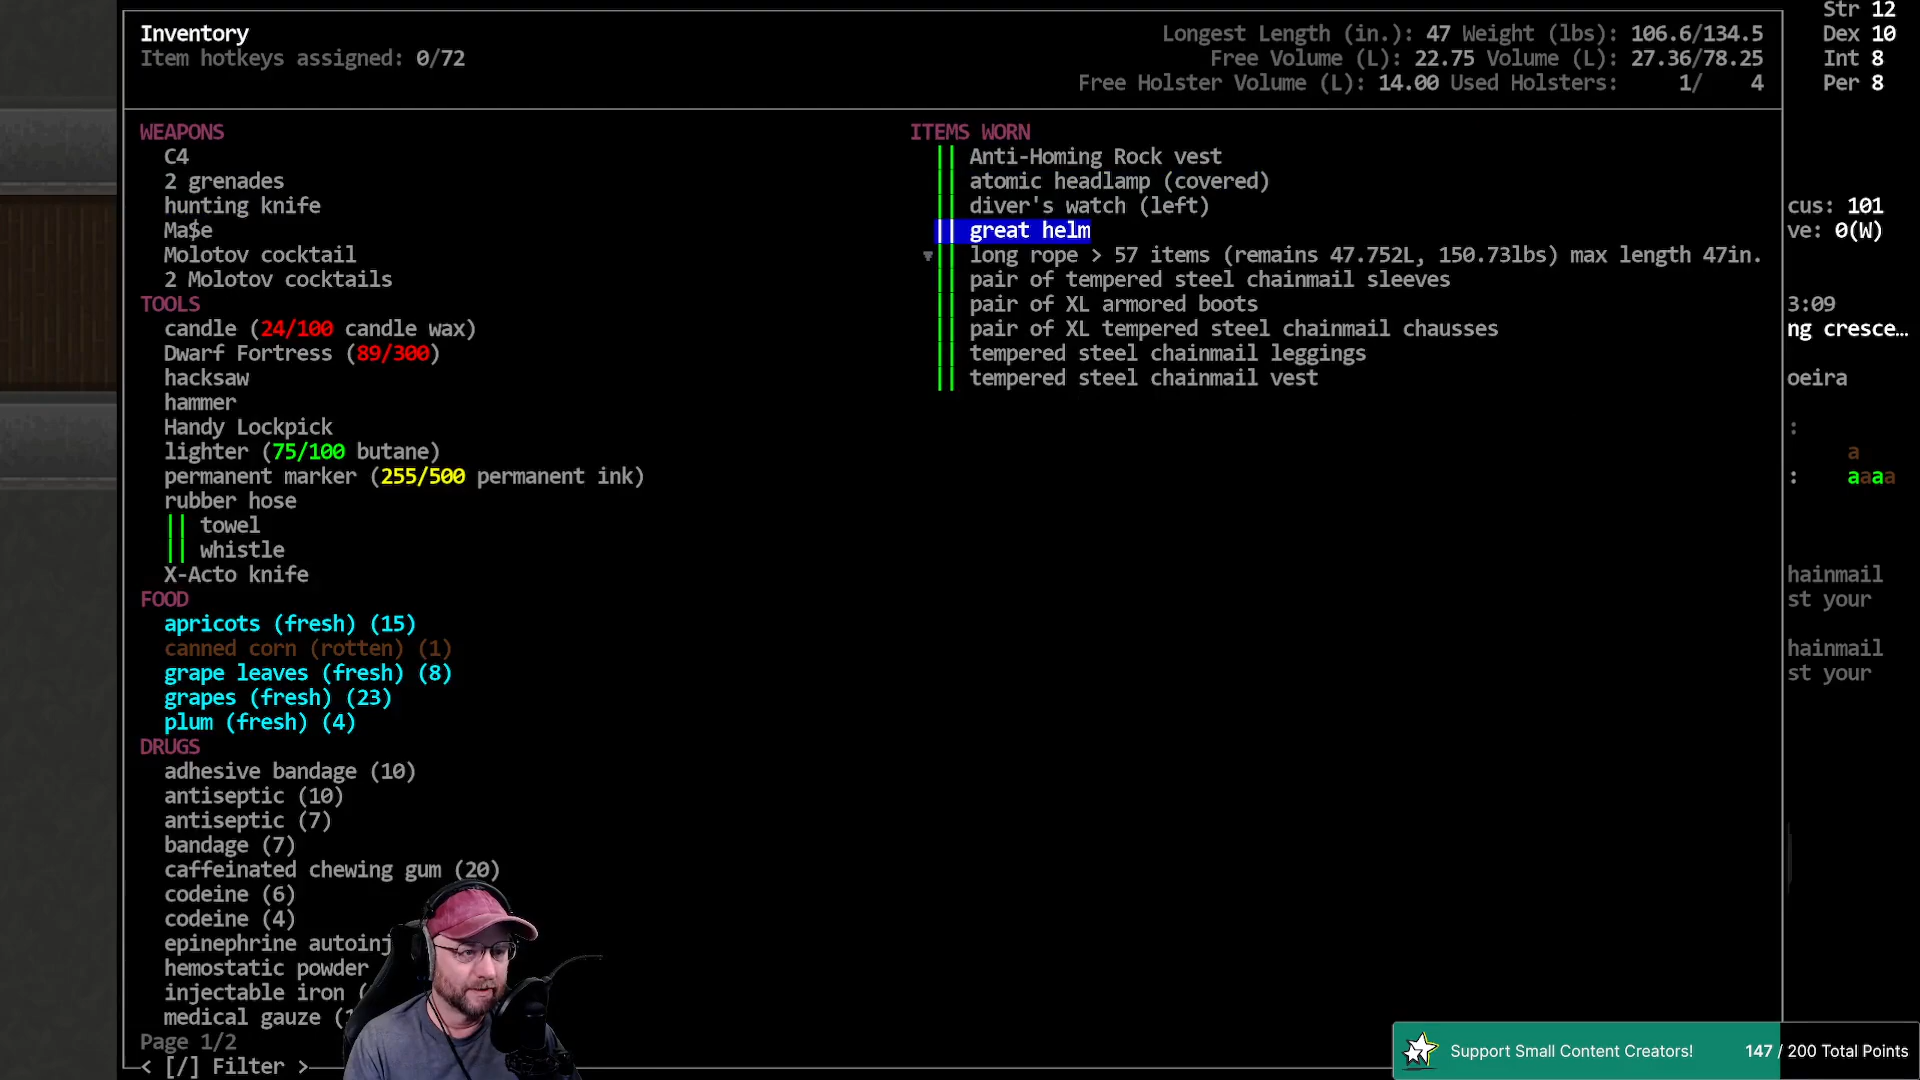 Inventory
Item hotkeys assigned: 0/72
Longest Length (in.): 47 Weight (lbs): 106.6/134.5
Free Volume (L): 22.75 Volume (L): 27.36/78.25
Free Holster Volume (L): 14.00 Used Holsters: 1/ 4
WEAPONS
C4
2 grenades
hunting knife
Ma$e
Molotov cocktail
2 Molotov cocktails
TOOLS
candle (24/100 candle wax)
Dwarf Fortress (89/300)
hacksaw
hammer
Handy Lockpick
lighter (75/100 butane)
permanent marker (255/500 permanent ink)
rubber hose
|| towel
|| whistle
X-Acto knife
FOOD
apricots (fresh) (15)
canned corn (rotten) (1)
grape leaves (fresh) (8)
grapes (fresh) (23)
plum (fresh) (4)
DRUGS
adhesive bandage (10)
antiseptic (10)
antiseptic (7)
bandage (7)
caffeinated chewing gum (20)
codeine (6)
codeine (4)
epinephrine autoinj
hemostatic powder
injectable iron (
medical gauze (1
Page 1/2
< [/] Filter >
ITEMS WORN
|| Anti-Homing Rock vest
|| atomic headlamp (covered)
|| diver's watch (left)
|| great helm
|| long rope > 57 items (remains 47.752L, 150.73lbs) max length 47in.
|| pair of tempered steel chainmail sleeves
|| pair of XL armored boots
|| pair of XL tempered steel chainmail chausses
|| tempered steel chainmail leggings
|| tempered steel chainmail vest
Str 12
Dex 10
Int 8
Per 8
cus: 101
ve: 0(W)
3:09
ng cresce…
oeira
:
a
: aaaa
hainmail
st your
hainmail
st your
Support Small Content Creators! 147 / 200 Total Points